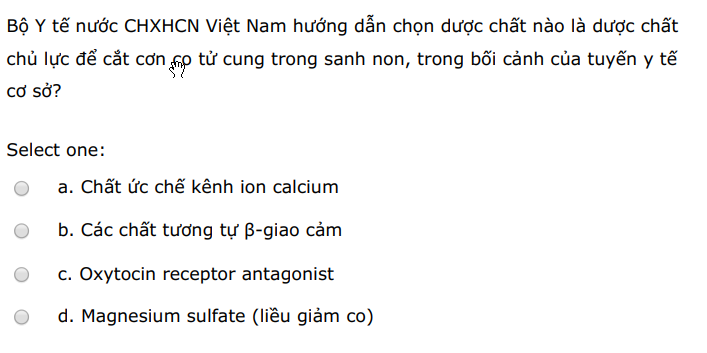 Bộ Y tế nước CHXHCN Việt Nam hướng dẫn chọn dược chất nào là dược chất
chủ lực để cắt cơn co tử cung trong sanh non, trong bối cảnh của tuyến y tế
cơ sở?
Select one:
a. Chất ức chế kênh ion calcium
b. Các chất tương tự β-giao cảm
c. Oxytocin receptor antagonist
d. Magnesium sulfate (liều giảm co)